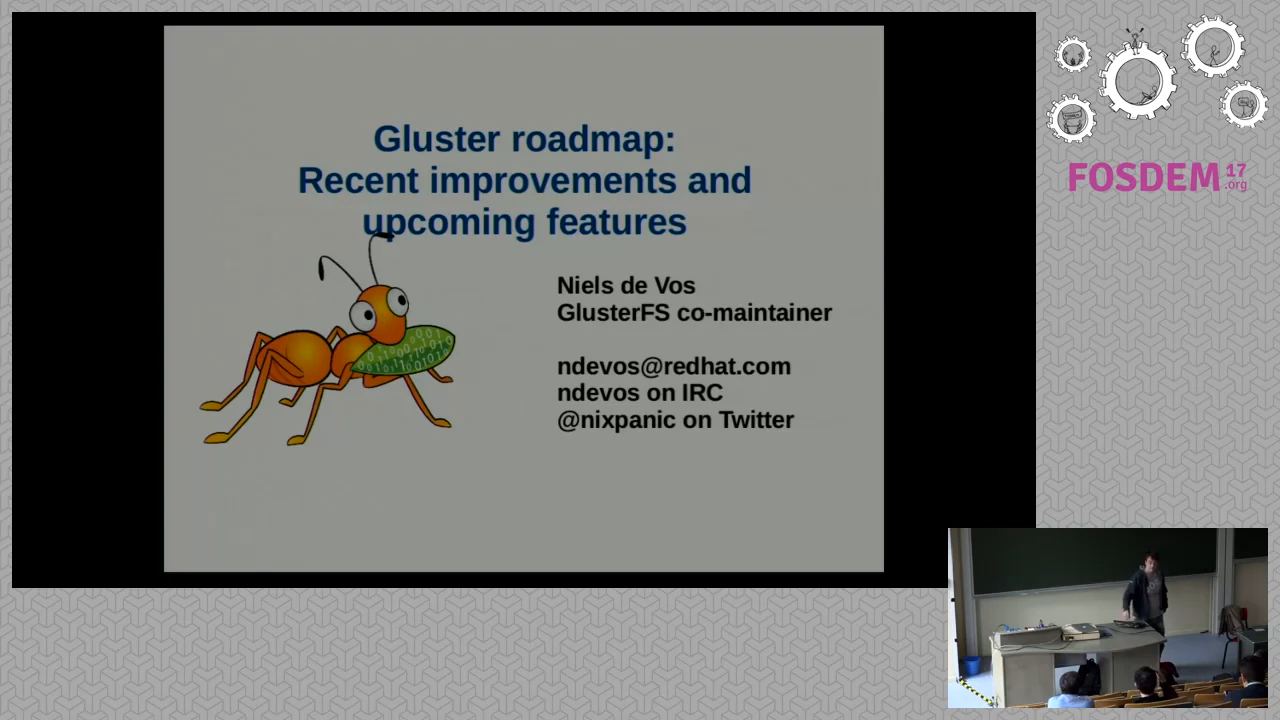 Gluster roadmap:
Recent improvements and
upcoming features
Niels de Vos
GlusterFS co-maintainer
ndevos@redhat.com
ndevos on IRC
@nixpanic on Twitter
FOSDEM 17
.org